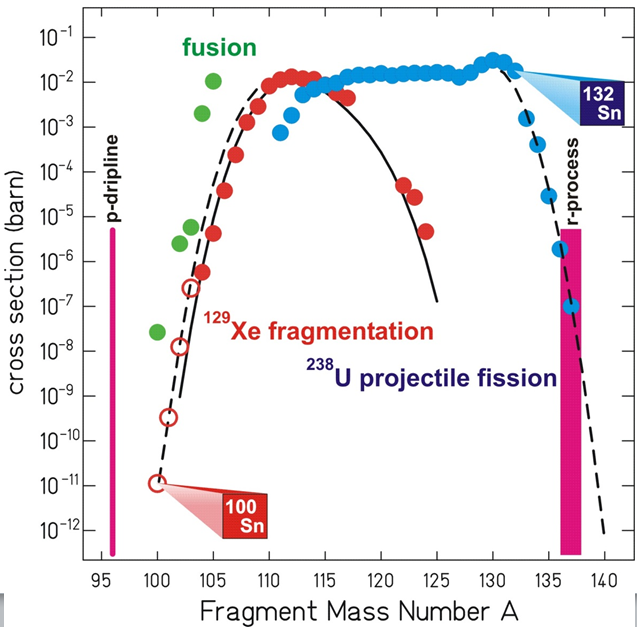 fusion
10⁻¹
10⁻²
10⁻³
10⁻⁴
10⁻⁵
10⁻⁶
10⁻⁷
10⁻⁸
10⁻⁹
10⁻¹⁰
10⁻¹¹
10⁻¹²
cross section (barn)
p-dripline
132
Sn
r-process
¹²⁹Xe fragmentation
²³⁸U projectile fission
100
Sn
95 100 105 110 115 120 125 130 135 140
Fragment Mass Number A